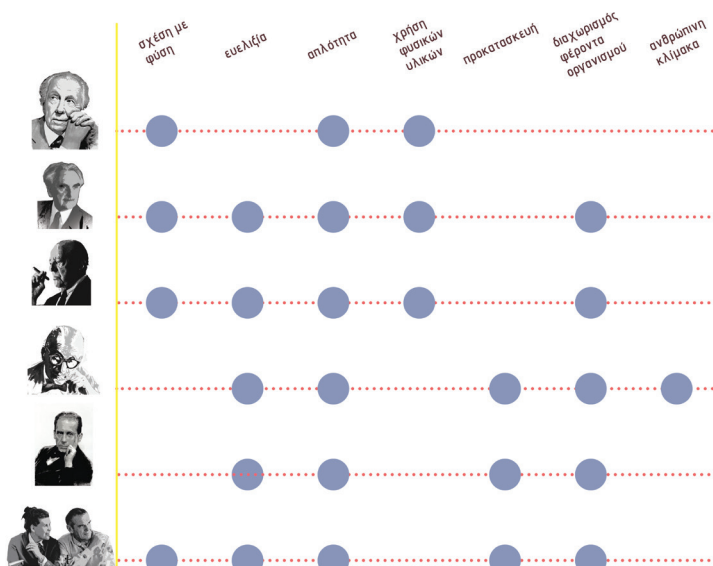 σχέση με
φύση
ευελιξία
απλότητα
χρήση
φυσικών
υλικών
προκατασκευή
διαχωρισμός
φέροντα
οργανισμού
ανθρώπινη
κλίμακα